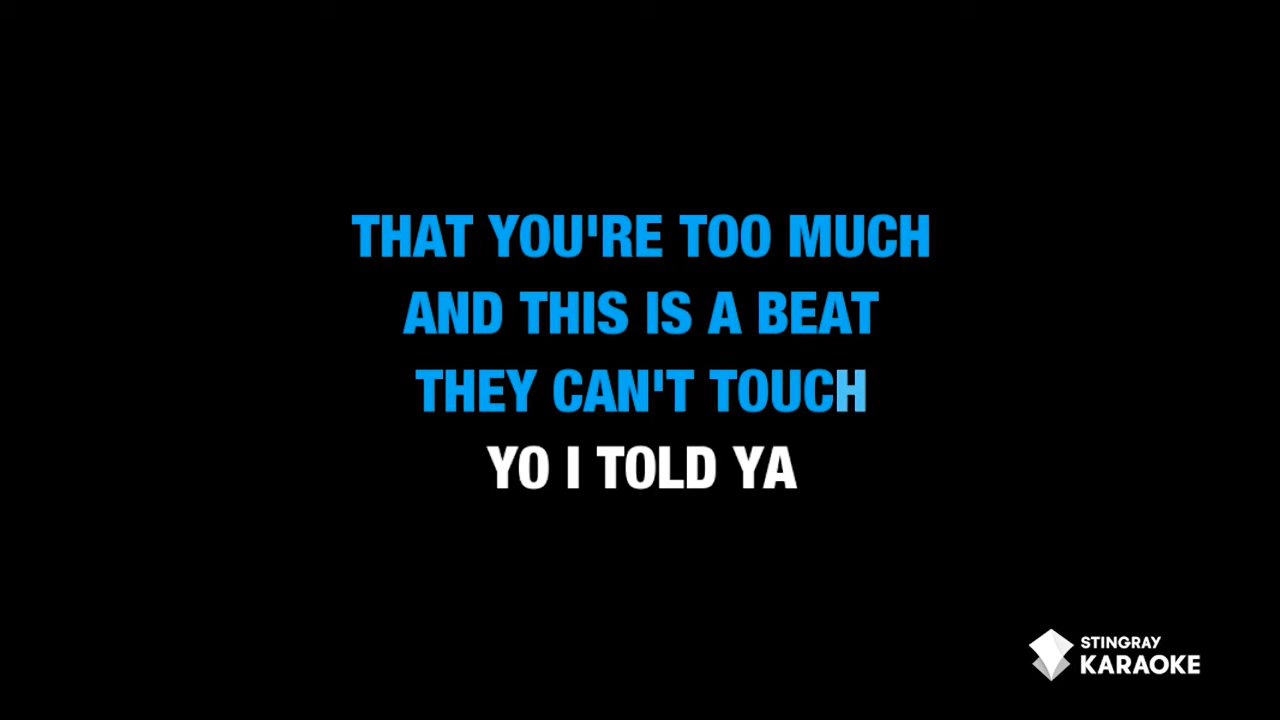 THAT YOU'RE TOO MUCH
AND THIS IS A BEAT
THEY CAN'T TOUCH
YO I TOLD YA
STINGRAY
KARAOKE